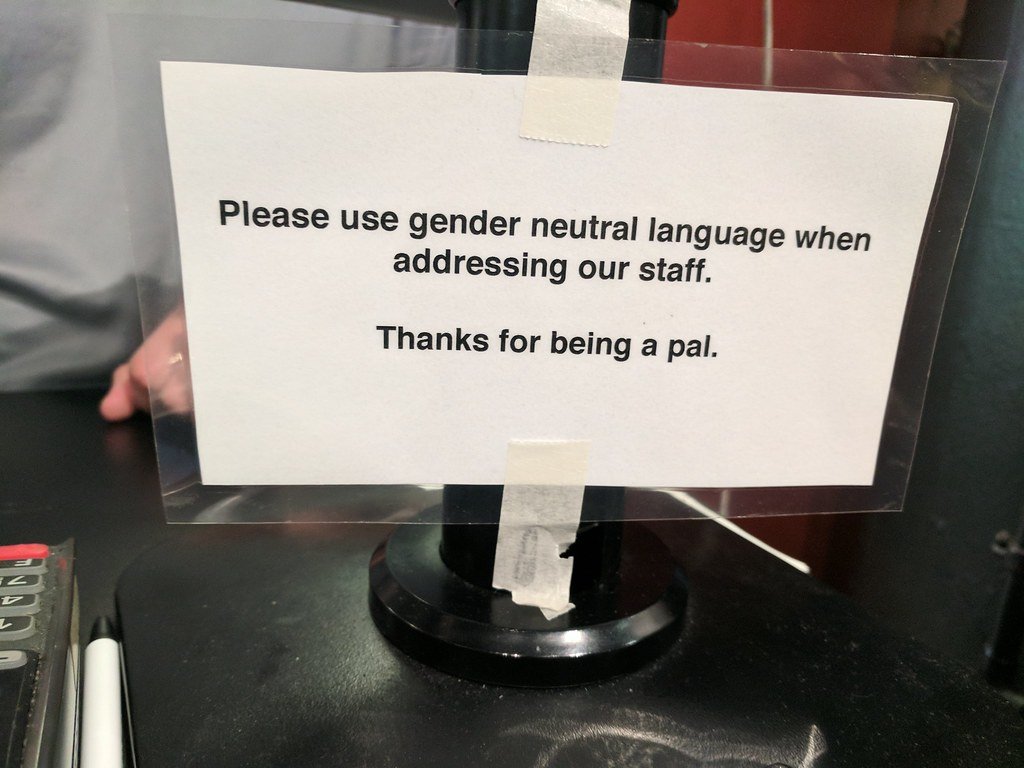 Please use gender neutral language when
addressing our staff.
Thanks for being a pal.